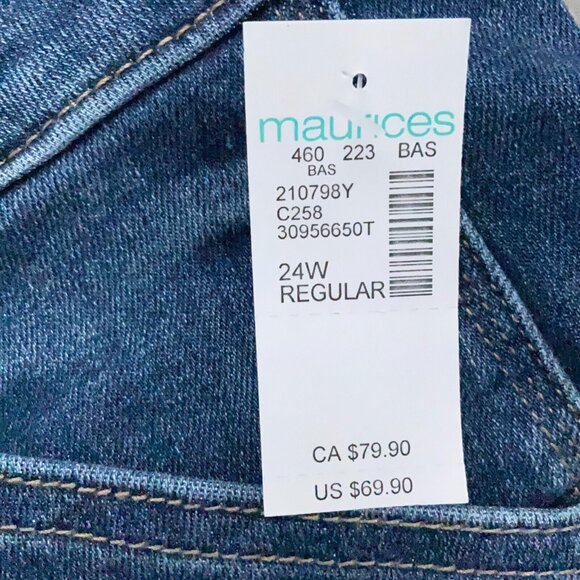 maurices
460 223 BAS
BAS
210798Y
C258
30956650T
24W
REGULAR
CA $79.90
US $69.90